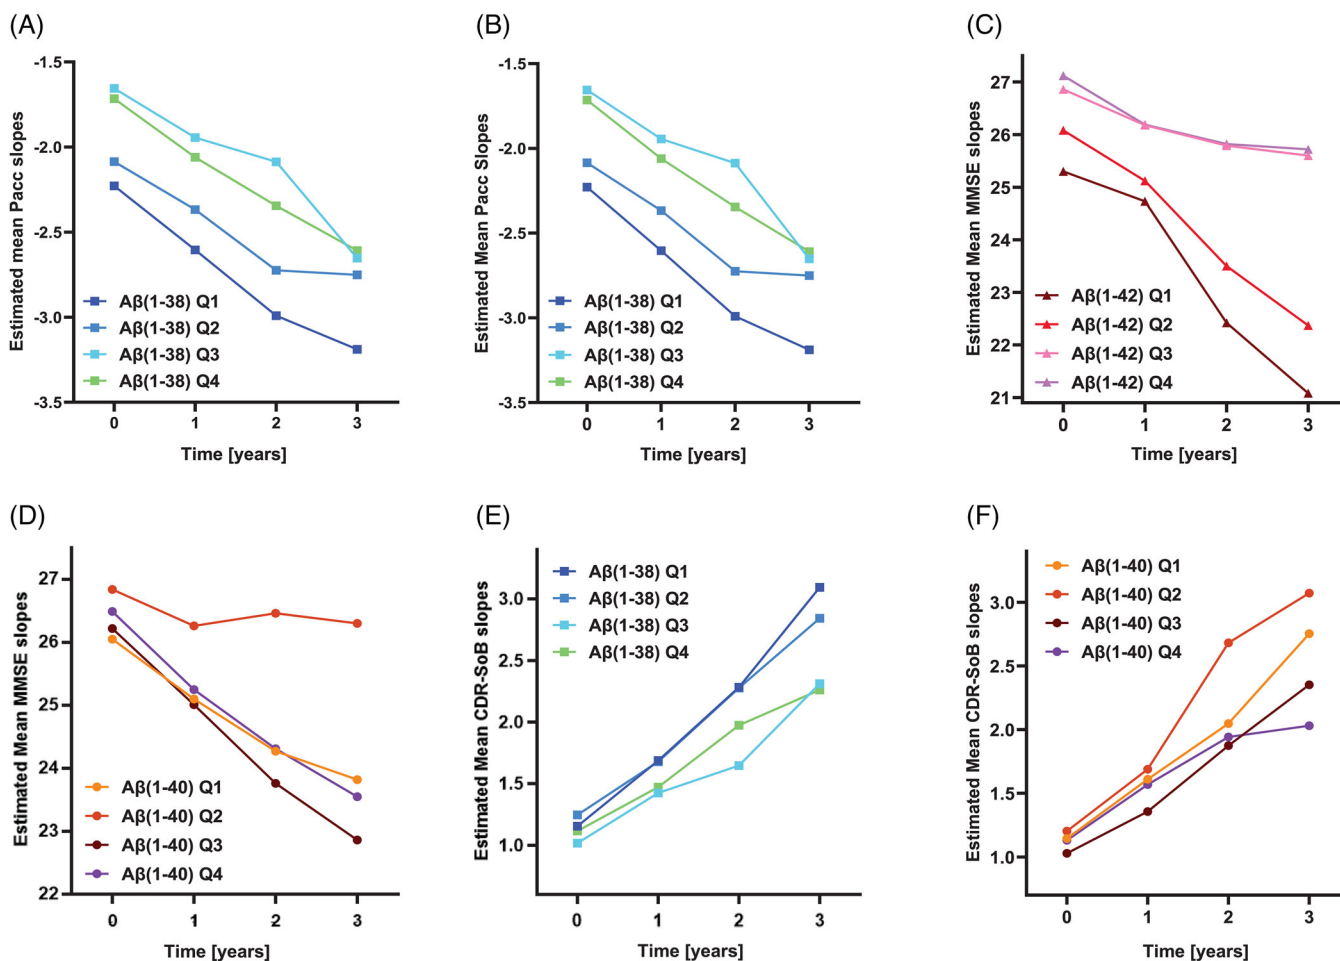 (A)
Estimated mean Pacc slopes
-1.5
-2.0
-2.5
-3.0
-3.5
Aβ(1-38) Q1
Aβ(1-38) Q2
Aβ(1-38) Q3
Aβ(1-38) Q4
0 1 2 3
Time [years]
(B)
Estimated Mean Pacc Slopes
-1.5
-2.0
-2.5
-3.0
-3.5
Aβ(1-38) Q1
Aβ(1-38) Q2
Aβ(1-38) Q3
Aβ(1-38) Q4
0 1 2 3
Time [years]
(C)
Estimated Mean MMSE slopes
27
26
25
24
23
22
21
Aβ(1-42) Q1
Aβ(1-42) Q2
Aβ(1-42) Q3
Aβ(1-42) Q4
0 1 2 3
Time [years]
(D)
Estimated Mean MMSE slopes
27
26
25
24
23
22
Aβ(1-40) Q1
Aβ(1-40) Q2
Aβ(1-40) Q3
Aβ(1-40) Q4
0 1 2 3
Time [years]
(E)
Estimated Mean CDR-SoB slopes
3.0
2.5
2.0
1.5
1.0
Aβ(1-38) Q1
Aβ(1-38) Q2
Aβ(1-38) Q3
Aβ(1-38) Q4
0 1 2 3
Time [years]
(F)
Estimated Mean CDR-SoB slopes
3.0
2.5
2.0
1.5
1.0
Aβ(1-40) Q1
Aβ(1-40) Q2
Aβ(1-40) Q3
Aβ(1-40) Q4
0 1 2 3
Time [years]